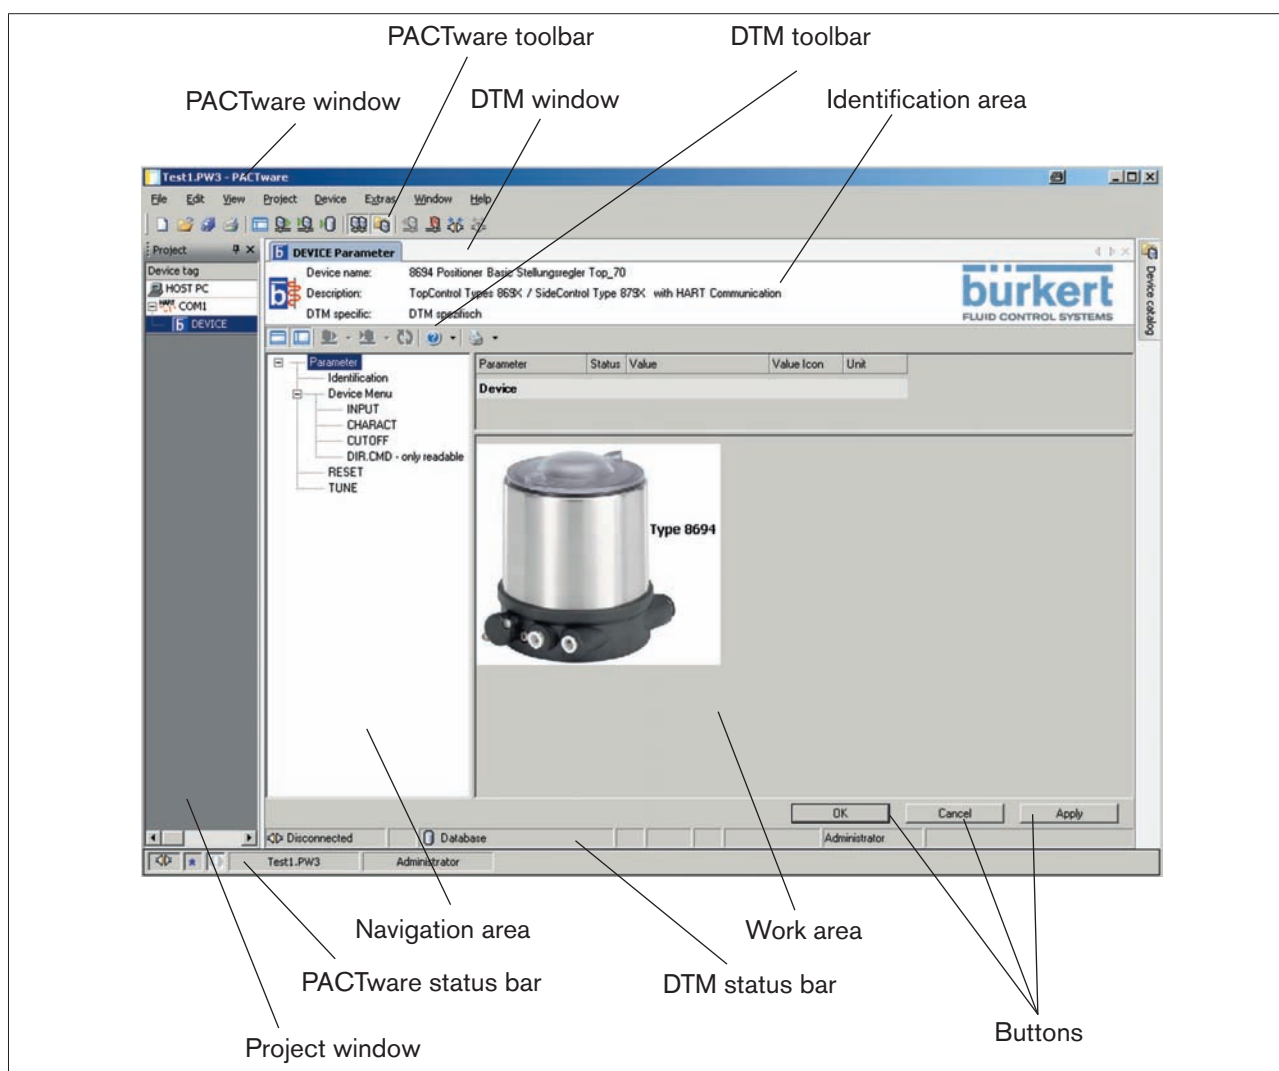 PACTware toolbar
DTM toolbar
PACTware window
DTM window
Identification area
Test1.PW3 - PACTware
File Edit View Project Device Extras Window Help
Project
DEVICE Parameter
Device tag
HOST PC
HART COM1
DEVICE
Device name: 8694 Positioner Basic Stellungsregler Top_70
Description: TopControl Types 869X / SideControl Type 879X with HART Communication
DTM specific: DTM spezifisch
burkert
FLUID CONTROL SYSTEMS
Device catalog
Parameter
Identification
Device Menu
INPUT
CHARACT
CUTOFF
DIR.CMD - only readable
RESET
TUNE
Parameter Status Value Value Icon Unit
Device
Type 8694
OK Cancel Apply
Disconnected Database Administrator
Test1.PW3 Administrator
Navigation area
Work area
PACTware status bar
DTM status bar
Buttons
Project window